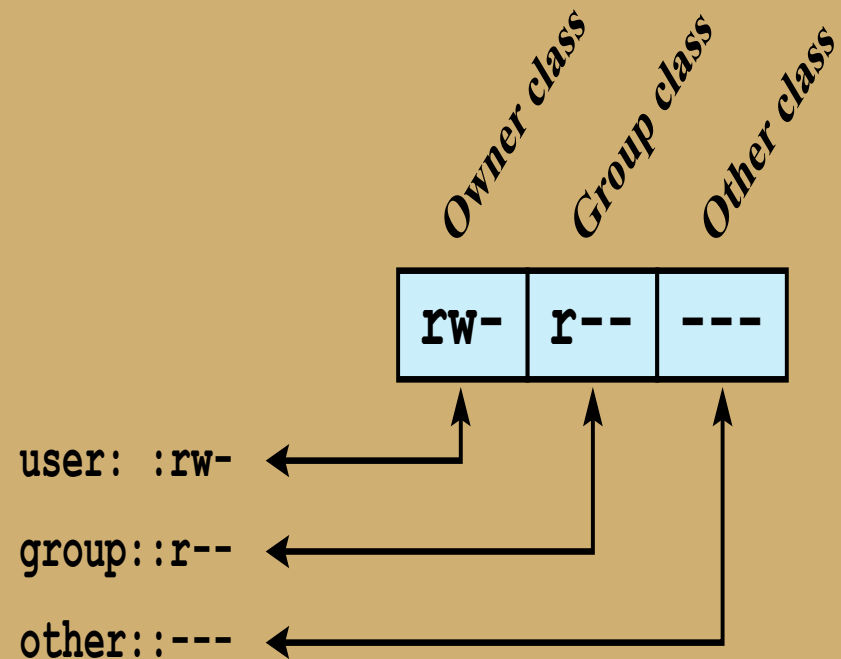 Owner class
Group class
Other class
rw- r-- ---
user: :rw-
group::r--
other::---